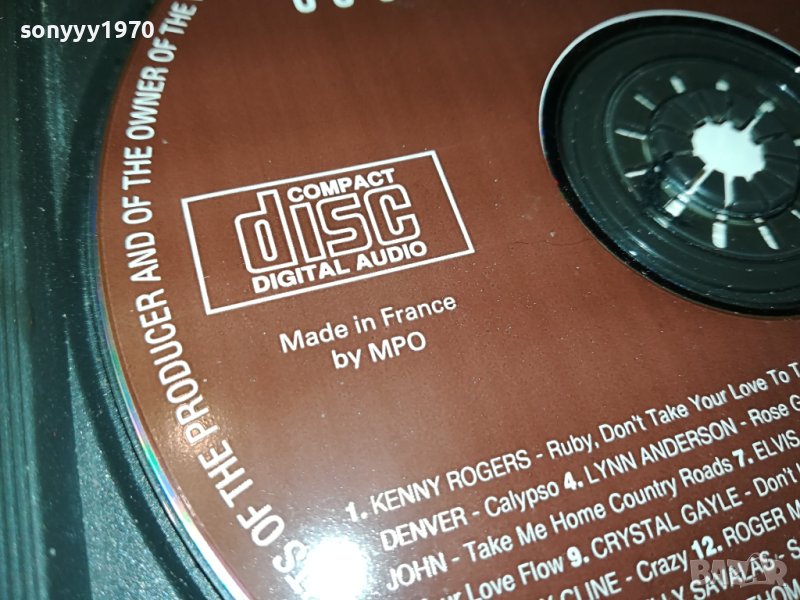 sonyyy1970
OF THE PRODUCER AND OF THE OWNER OF THE
COMPACT
disc
DIGITAL AUDIO
Made in France
by MPO
1. KENNY ROGERS - Ruby, Don't Take Your Love To
DENVER - Calypso 4. LYNN ANDERSON - Rose
JOHN - Take Me Home Country Roads 7. ELVIS
Love Flow 9. CRYSTAL GAYLE - Don't
CLINE - Crazy 12. ROGER
SAVALAS -